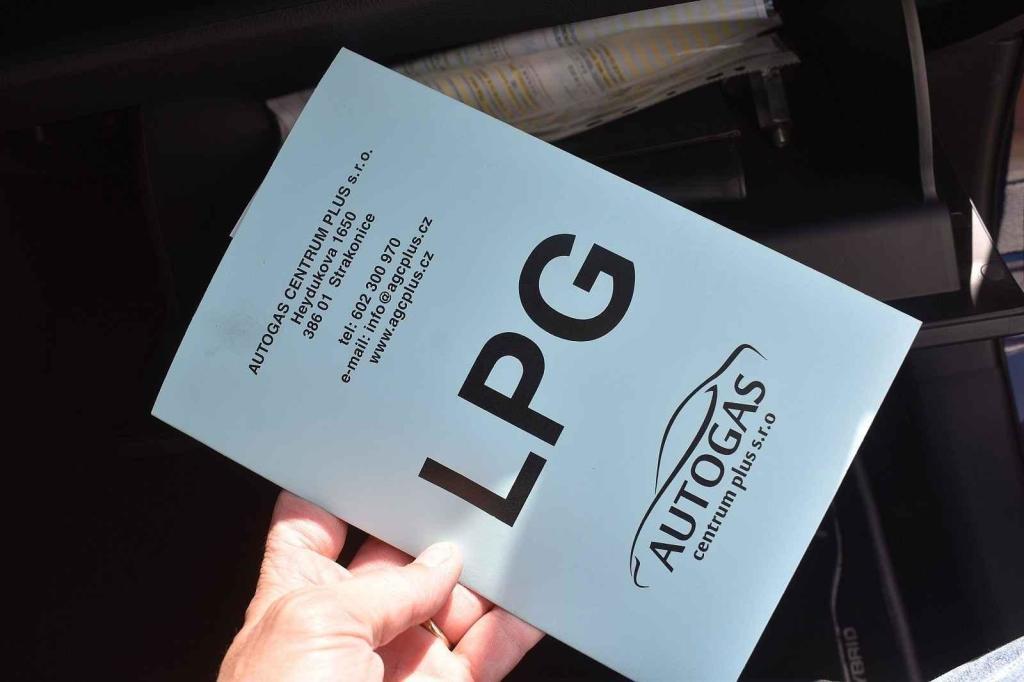 AUTOGAS CENTRUM PLUS s.r.o.
Heydukova 1650
386 01 Strakonice
tel: 602 300 970
e-mail: info@agcplus.cz
www.agcplus.cz
LPG
AUTOGAS
centrum plus s.r.o